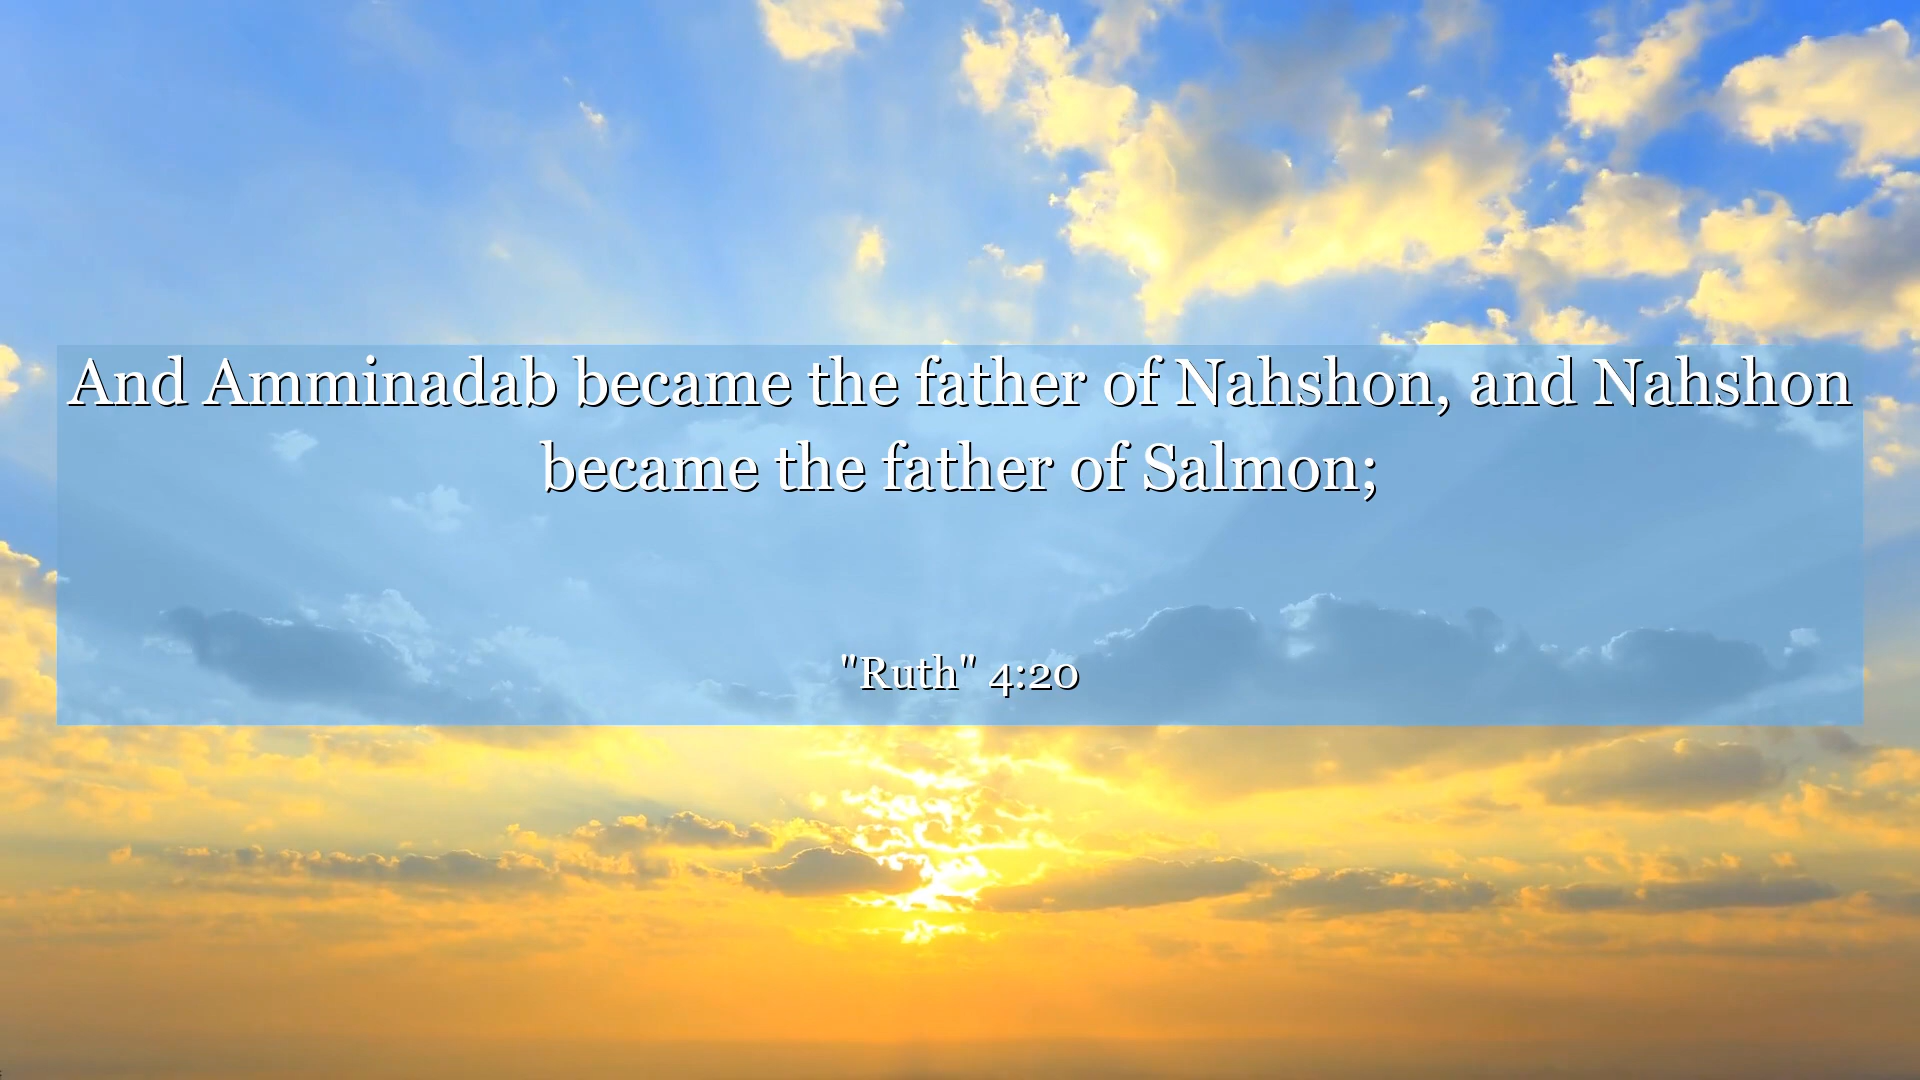 And Amminadab became the father of Nahshon, and Nahshon
became the father of Salmon;
"Ruth" 4:20